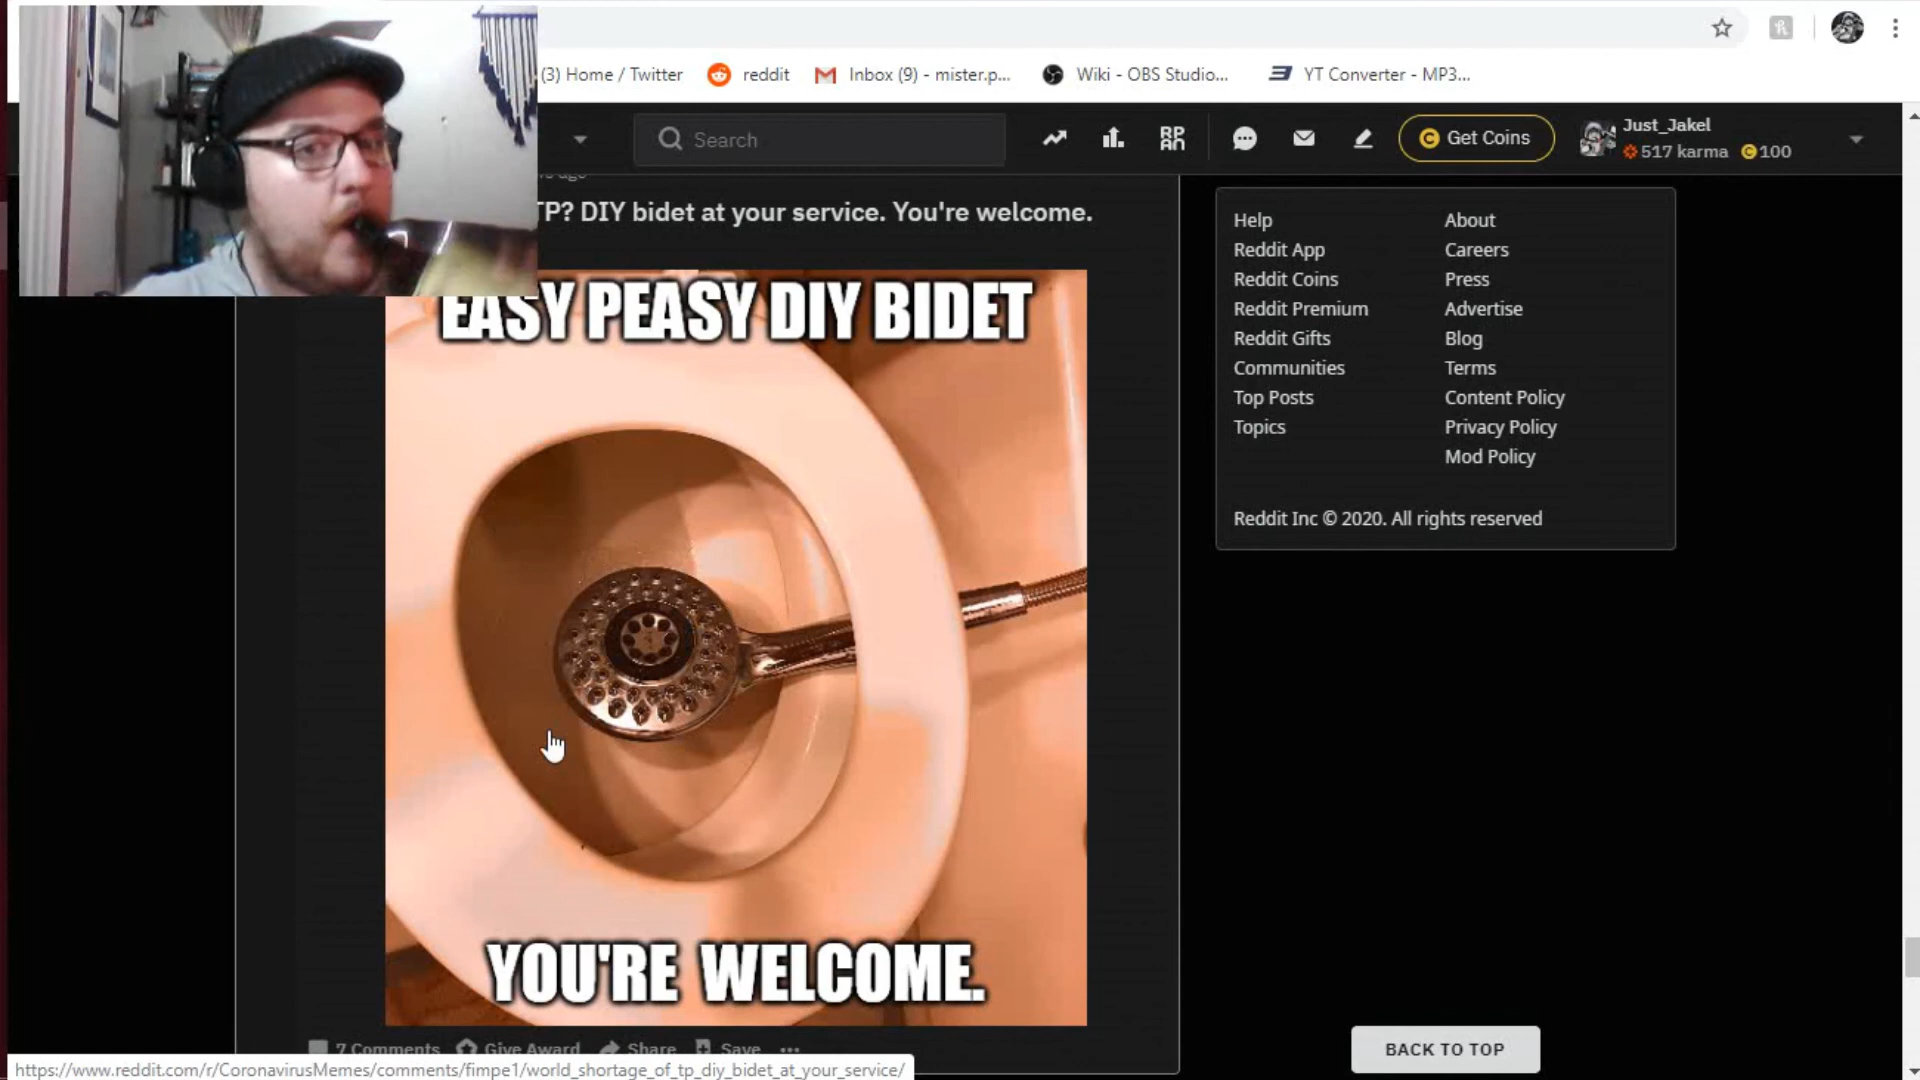 (3) Home / Twitter
reddit
Inbox (9) - mister.p...
Wiki - OBS Studio...
YT Converter - MP3...
Search
Get Coins
Just_Jakel
517 karma 100
TP? DIY bidet at your service. You're welcome.
EASY PEASY DIY BIDET
YOU'RE WELCOME.
7 Comments Give Award Share Save ...
Help
Reddit App
Reddit Coins
Reddit Premium
Reddit Gifts
Communities
Top Posts
Topics
About
Careers
Press
Advertise
Blog
Terms
Content Policy
Privacy Policy
Mod Policy
Reddit Inc © 2020. All rights reserved
BACK TO TOP
https://www.reddit.com/r/CoronavirusMemes/comments/fimpe1/world_shortage_of_tp_diy_bidet_at_your_service/